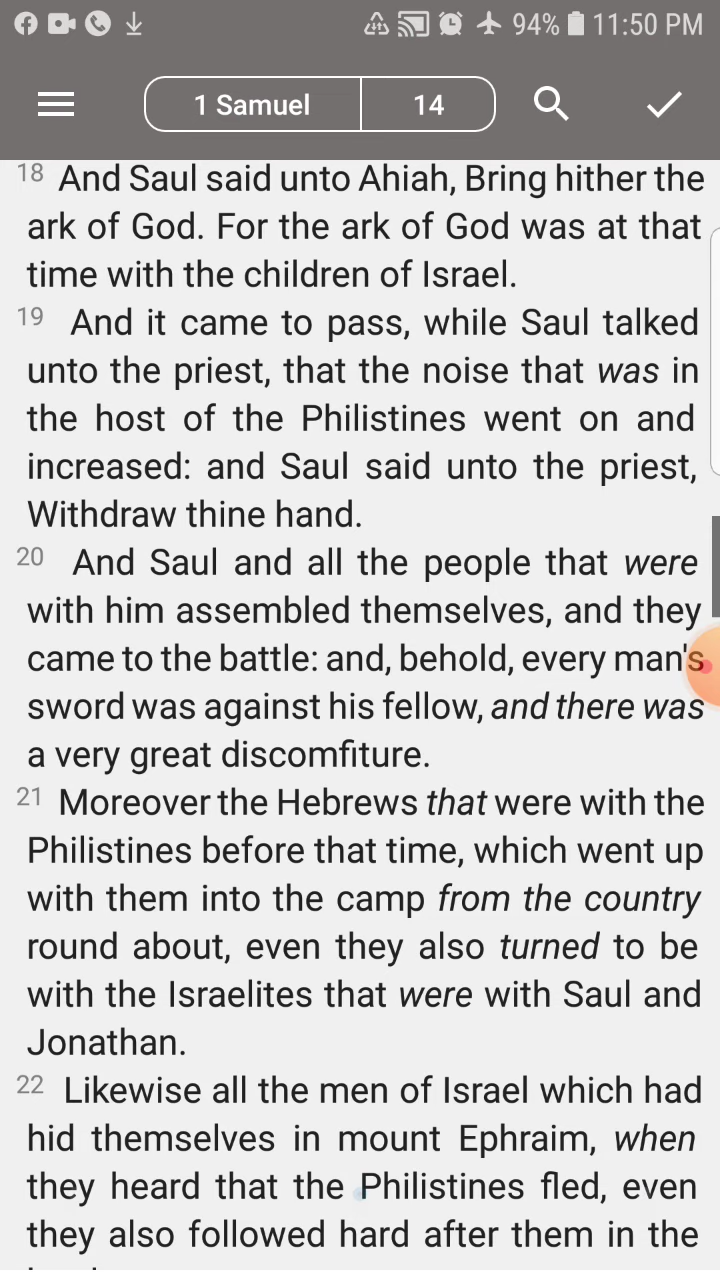 94% 11:50 PM
1 Samuel 14
18 And Saul said unto Ahiah, Bring hither the
ark of God. For the ark of God was at that
time with the children of Israel.
19 And it came to pass, while Saul talked
unto the priest, that the noise that was in
the host of the Philistines went on and
increased: and Saul said unto the priest,
Withdraw thine hand.
20 And Saul and all the people that were
with him assembled themselves, and they
came to the battle: and, behold, every man's
sword was against his fellow, and there was
a very great discomfiture.
21 Moreover the Hebrews that were with the
Philistines before that time, which went up
with them into the camp from the country
round about, even they also turned to be
with the Israelites that were with Saul and
Jonathan.
22 Likewise all the men of Israel which had
hid themselves in mount Ephraim, when
they heard that the Philistines fled, even
they also followed hard after them in the